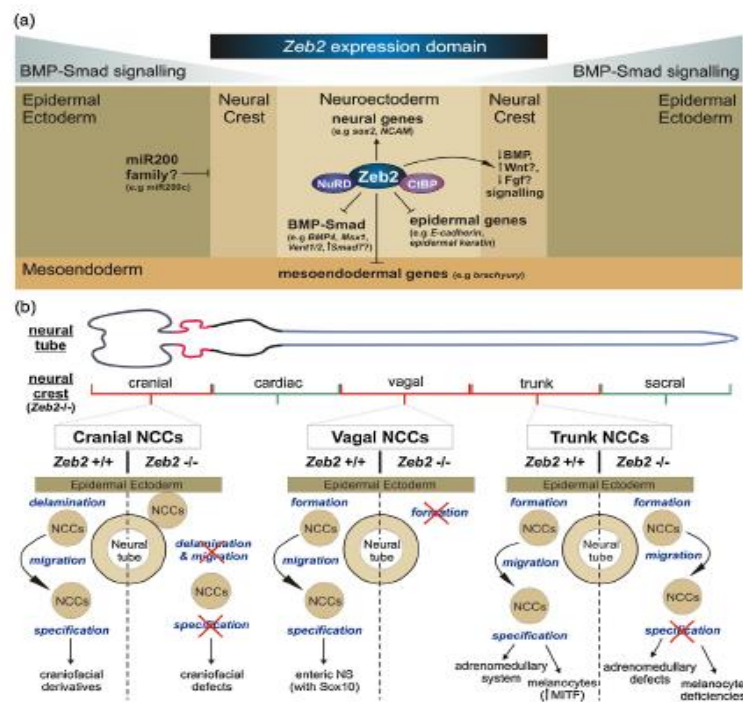 (a)
Zeb2 expression domain
BMP-Smad signalling
BMP-Smad signalling
Epidermal
Ectoderm
Neural
Crest
Neuroectoderm
Neural
Crest
Epidermal
Ectoderm
neural genes
(e.g sox2, NCAM)
miR200
family?
(e.g miR200c)
NuRD
Zeb2
CtBP
↓BMP,
↑Wnt?,
↓Fgf?
signalling
BMP-Smad
(e.g BMP4, Msx1,
Vent1/2, ↑Smad7?)
epidermal genes
(e.g E-cadherin,
epidermal keratin)
Mesoendoderm
mesoendodermal genes (e.g brachyury)
(b)
neural
tube
neural
crest
(Zeb2-/-)
cranial
cardiac
vagal
trunk
sacral
Cranial NCCs
Zeb2 +/+
Zeb2 -/-
Epidermal Ectoderm
delamination
NCCs
NCCs
migration
Neural
tube
delamination
& migration
NCCs
NCCs
specification
specification
craniofacial
derivatives
craniofacial
defects
Vagal NCCs
Zeb2 +/+
Zeb2 -/-
Epidermal Ectoderm
formation
formation
NCCs
migration
Neural
tube
NCCs
specification
enteric NS
(with Sox10)
Trunk NCCs
Zeb2 +/+
Zeb2 -/-
Epidermal Ectoderm
formation
formation
NCCs
NCCs
migration
Neural
tube
migration
NCCs
NCCs
specification
specification
adrenomedullary
system
melanocytes
(↑MITF)
adrenomedullary
defects
melanocyte
deficiencies